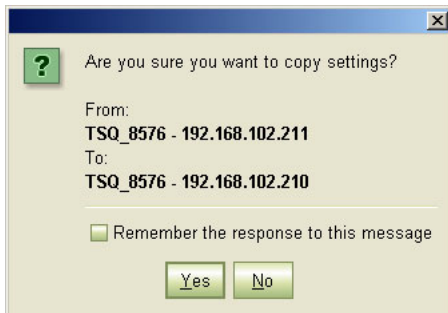 Are you sure you want to copy settings?
From:
TSQ_8576 - 192.168.102.211
To:
TSQ_8576 - 192.168.102.210
Remember the response to this message
Yes No